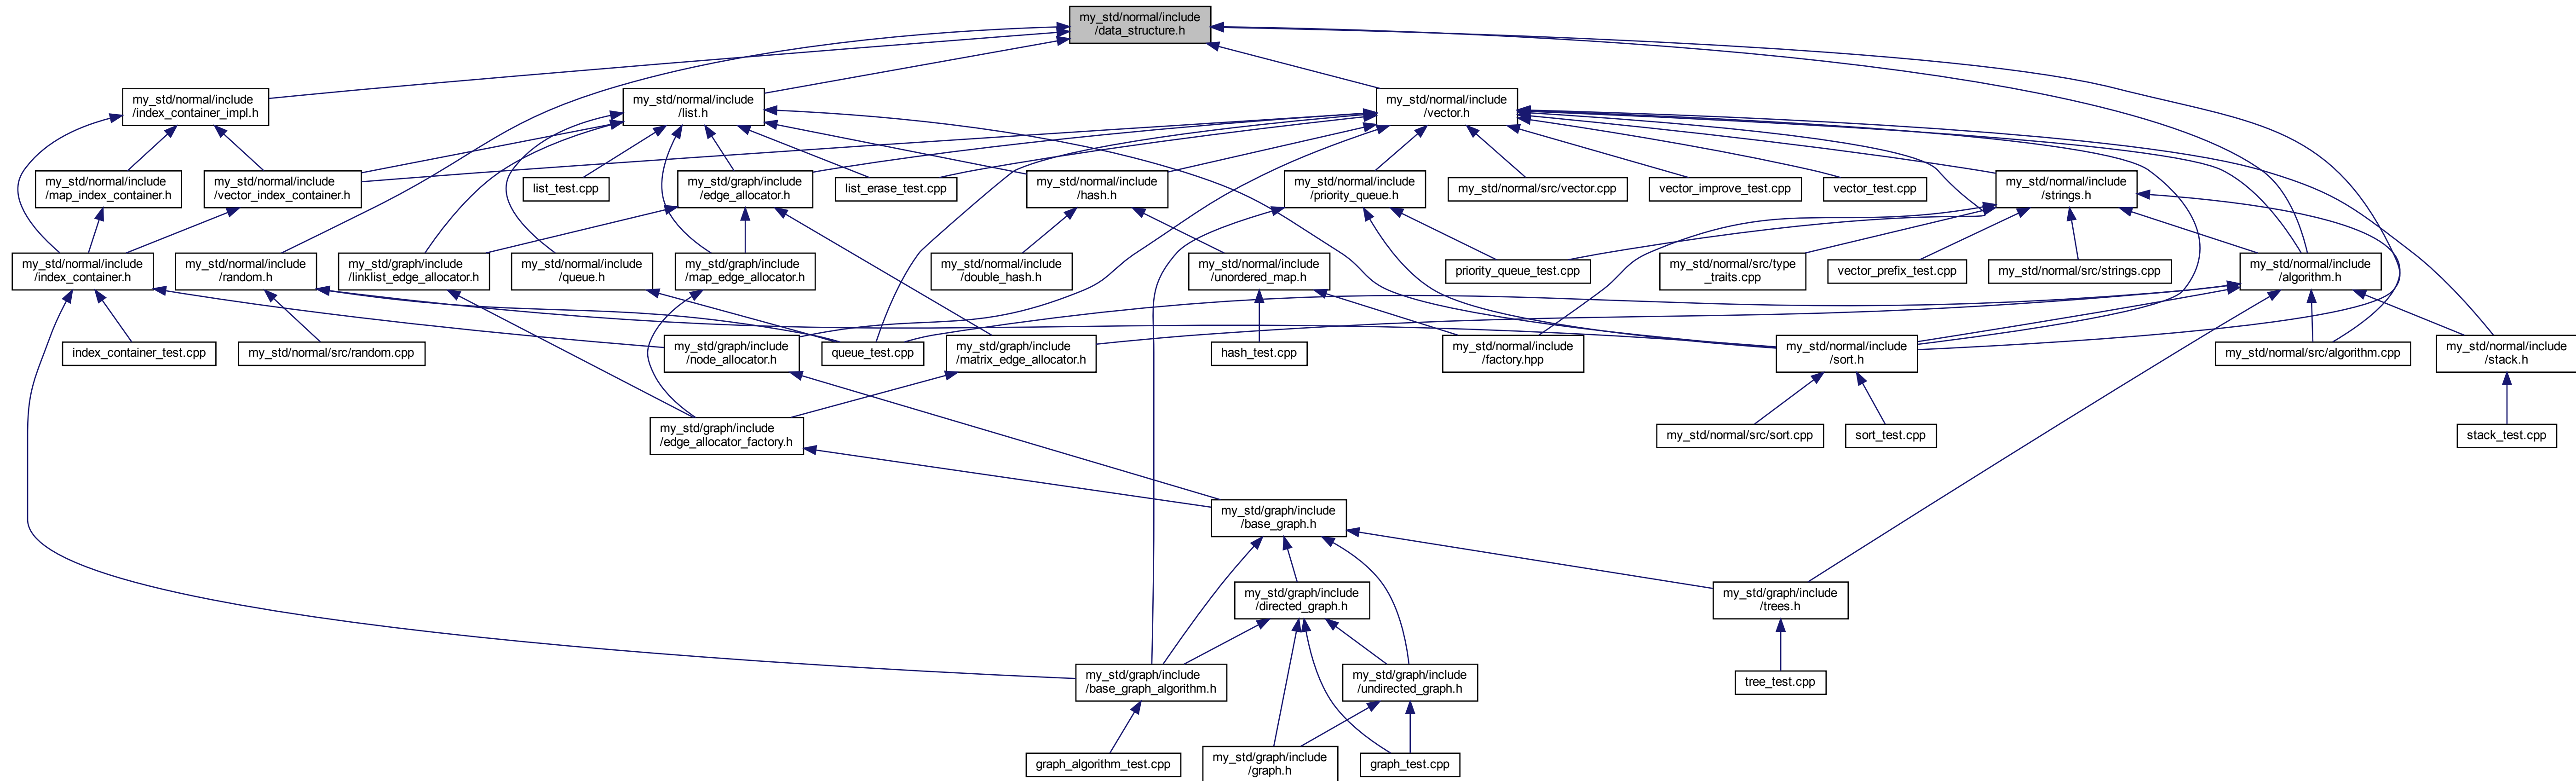 my_std/normal/include
/data_structure.h
my_std/normal/include
/index_container_impl.h
my_std/normal/include
/list.h
my_std/normal/include
/vector.h
my_std/normal/include
/map_index_container.h
my_std/normal/include
/vector_index_container.h
list_test.cpp
my_std/graph/include
/edge_allocator.h
list_erase_test.cpp
my_std/normal/include
/hash.h
my_std/normal/include
/priority_queue.h
my_std/normal/src/vector.cpp
vector_improve_test.cpp
vector_test.cpp
my_std/normal/include
/strings.h
my_std/normal/include
/index_container.h
my_std/normal/include
/random.h
my_std/graph/include
/linklist_edge_allocator.h
my_std/normal/include
/queue.h
my_std/graph/include
/map_edge_allocator.h
my_std/normal/include
/double_hash.h
my_std/normal/include
/unordered_map.h
priority_queue_test.cpp
my_std/normal/src/type
_traits.cpp
vector_prefix_test.cpp
my_std/normal/src/strings.cpp
my_std/normal/include
/algorithm.h
index_container_test.cpp
my_std/normal/src/random.cpp
my_std/graph/include
/node_allocator.h
queue_test.cpp
my_std/graph/include
/matrix_edge_allocator.h
hash_test.cpp
my_std/normal/include
/factory.hpp
my_std/normal/include
/sort.h
my_std/normal/src/algorithm.cpp
my_std/normal/include
/stack.h
my_std/graph/include
/edge_allocator_factory.h
my_std/normal/src/sort.cpp
sort_test.cpp
stack_test.cpp
my_std/graph/include
/base_graph.h
my_std/graph/include
/directed_graph.h
my_std/graph/include
/trees.h
my_std/graph/include
/base_graph_algorithm.h
my_std/graph/include
/undirected_graph.h
tree_test.cpp
graph_algorithm_test.cpp
my_std/graph/include
/graph.h
graph_test.cpp